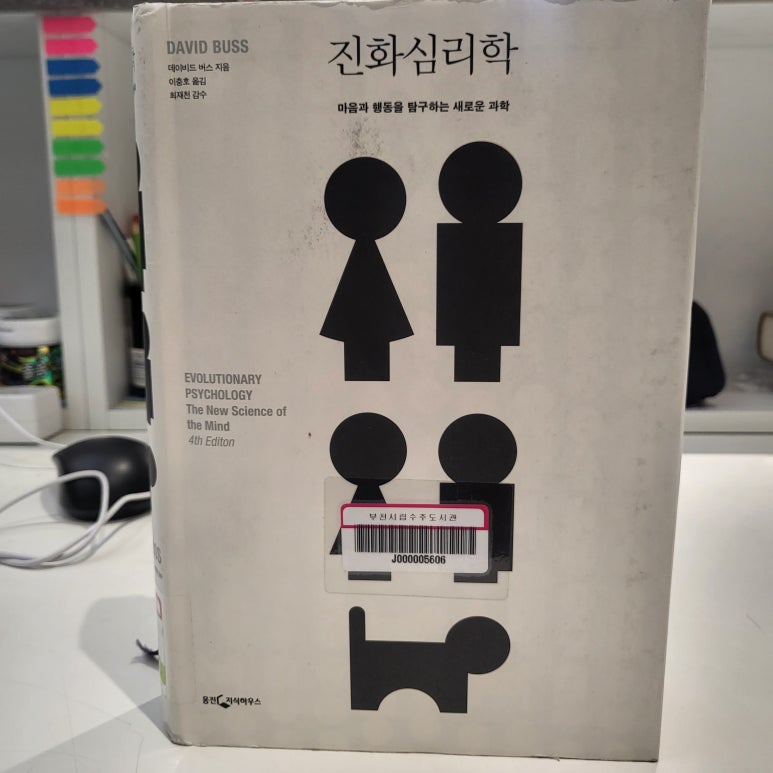 DAVID BUSS
데이비드 버스 지음
이충호 옮김
최재천 감수
진화심리학
마음과 행동을 탐구하는 새로운 과학
EVOLUTIONARY
PSYCHOLOGY
The New Science of
the Mind
4th Editon
부천시립수주도서관
J000005606
웅진 지식하우스